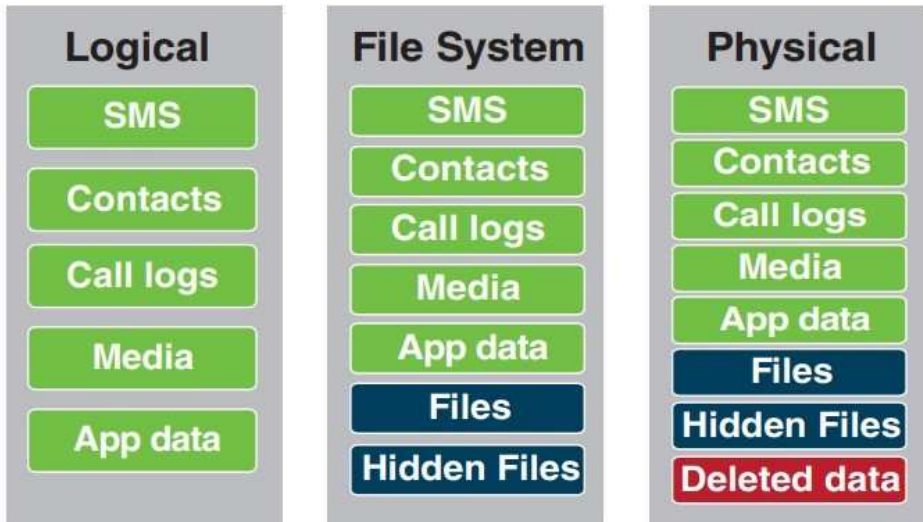 Logical
SMS
Contacts
Call logs
Media
App data
File System
SMS
Contacts
Call logs
Media
App data
Files
Hidden Files
Physical
SMS
Contacts
Call logs
Media
App data
Files
Hidden Files
Deleted data